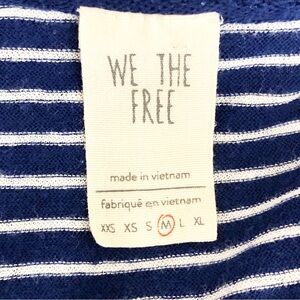 WE THE
FREE
made in vietnam
fabriqué en vietnam
XXS XS S M L XL